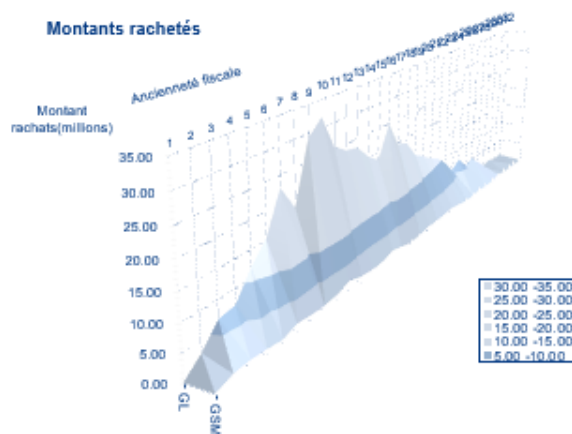 Montants rachetés
Ancienneté fiscale
Montant
rachats(millions)
1 2 3 4 5 6 7 8 9 10 11 12 13 14 15 16 17
35.00
30.00
25.00
20.00
15.00
10.00
5.00
0.00
GL
GSM
30.00 -35.00
25.00 -30.00
20.00 -25.00
15.00 -20.00
10.00 -15.00
5.00 -10.00